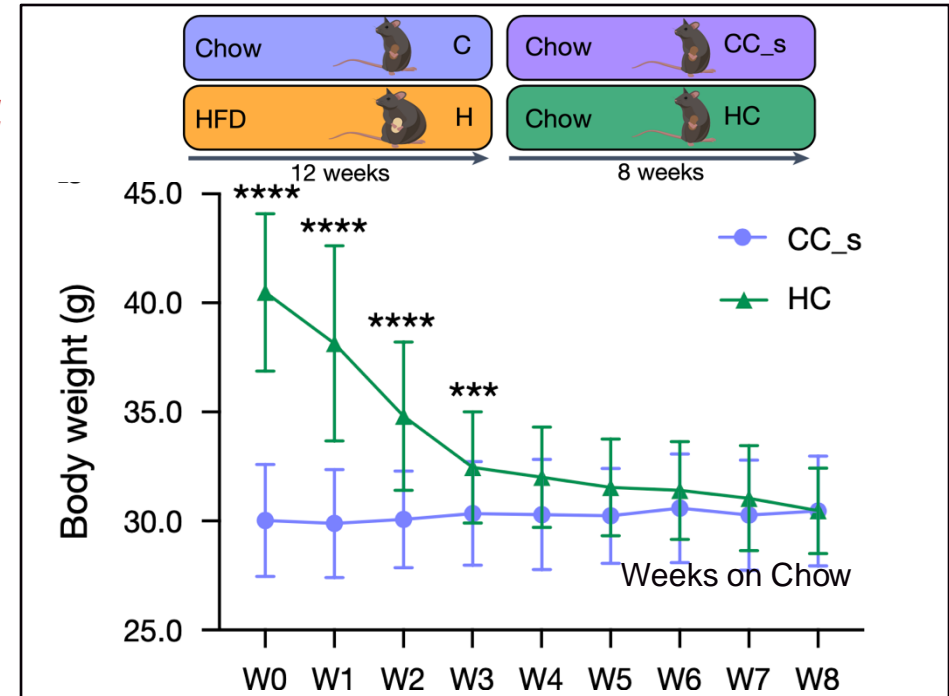 Chow C
Chow CC_s
HFD H
Chow HC
12 weeks
8 weeks
45.0
****
****
CC_s
HC
40.0
****
***
35.0
30.0
25.0
Body weight (g)
Weeks on Chow
W0 W1 W2 W3 W4 W5 W6 W7 W8